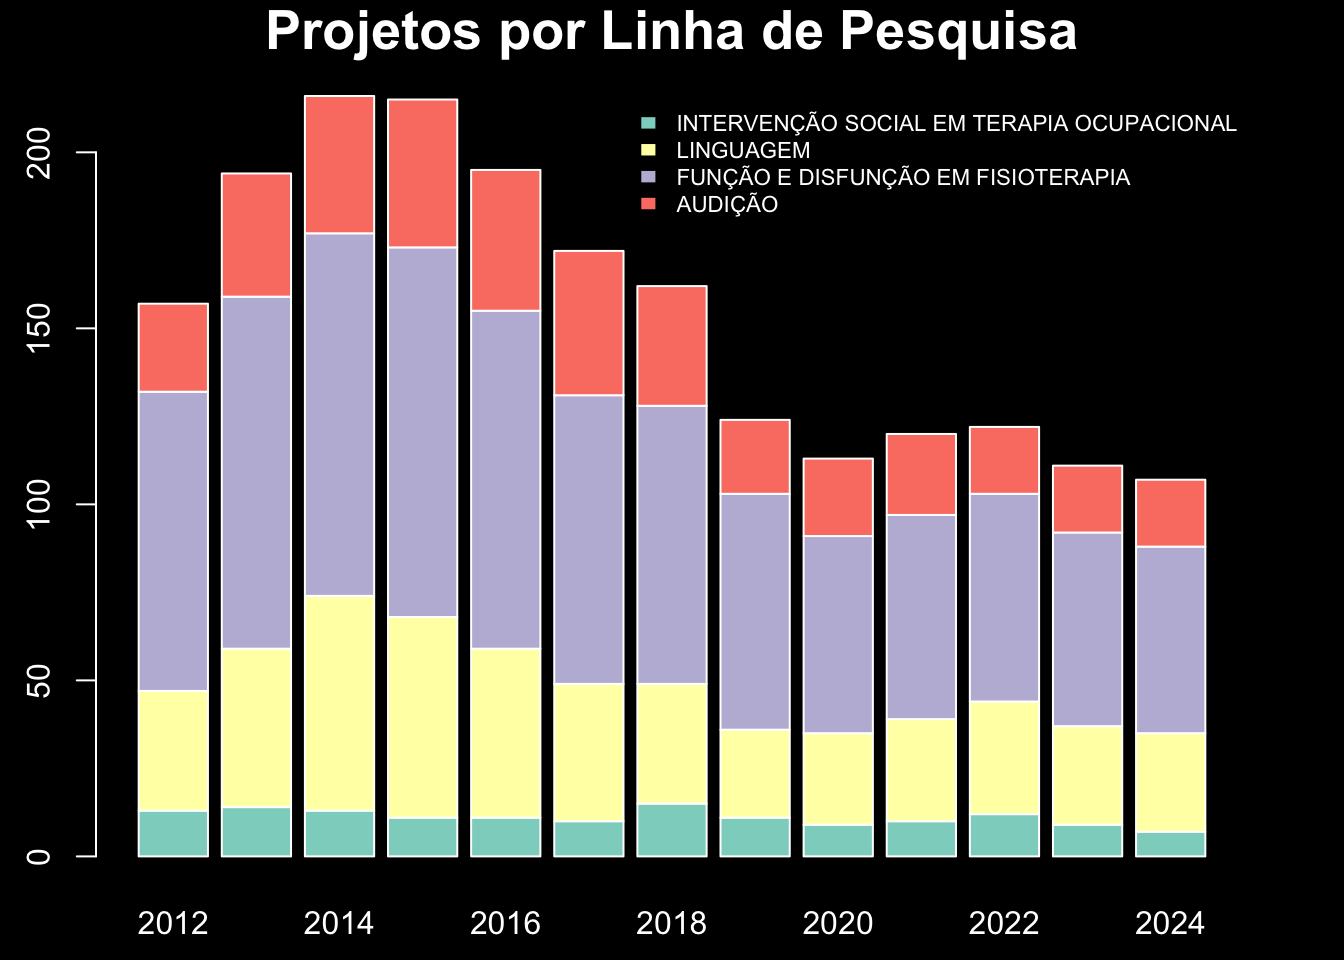 Projetos por Linha de Pesquisa
INTERVENÇÃO SOCIAL EM TERAPIA OCUPACIONAL
LINGUAGEM
FUNÇÃO E DISFUNÇÃO EM FISIOTERAPIA
AUDIÇÃO
200
150
100
50
0
2012 2014 2016 2018 2020 2022 2024